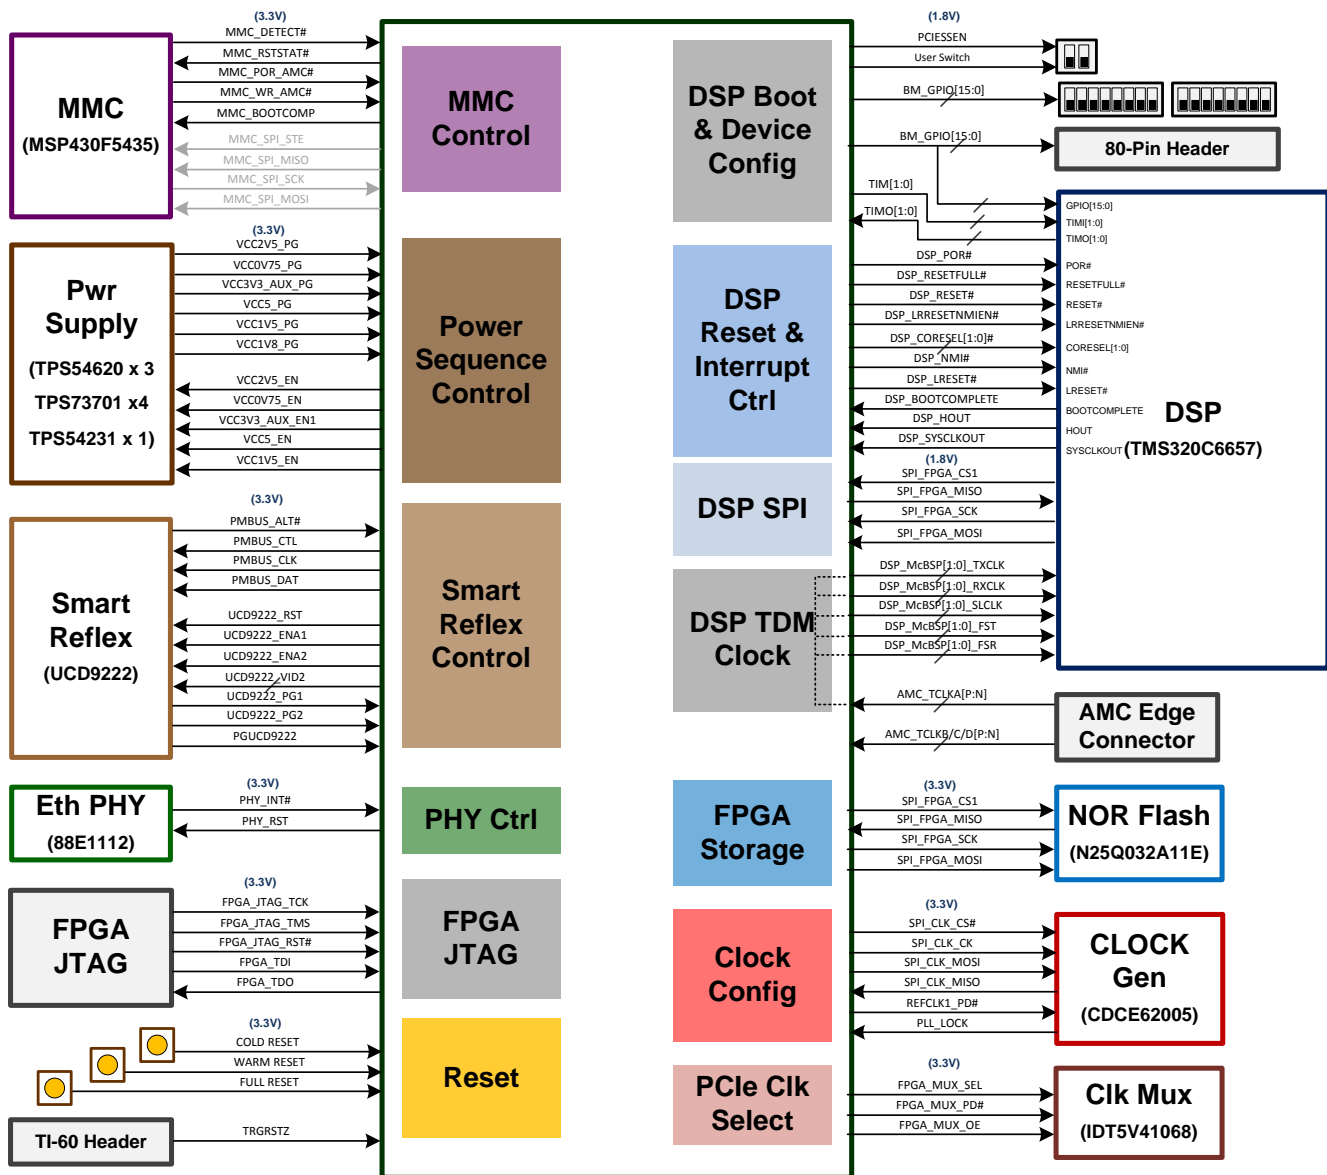 (3.3V)
MMC_DETECT#
MMC_RSTSTAT#
MMC_POR_AMC#
MMC_WR_AMC#
MMC_BOOTCOMP
MMC_SPI_STE
MMC_SPI_MISO
MMC_SPI_SCK
MMC_SPI_MOSI
MMC
(MSP430F5435)
MMC
Control
(3.3V)
VCC2V5_PG
VCC0V75_PG
VCC3V3_AUX_PG
VCC5_PG
VCC1V5_PG
VCC1V8_PG
VCC2V5_EN
VCC0V75_EN
VCC3V3_AUX_EN1
VCC5_EN
VCC1V5_EN
Pwr
Supply
(TPS54620 x 3
TPS73701 x4
TPS54231 x 1)
Power
Sequence
Control
(3.3V)
PMBUS_ALT#
PMBUS_CTL
PMBUS_CLK
PMBUS_DAT
UCD9222_RST
UCD9222_ENA1
UCD9222_ENA2
UCD9222_VID2
UCD9222_PG1
UCD9222_PG2
PGUCD9222
Smart
Reflex
(UCD9222)
Smart
Reflex
Control
(3.3V)
PHY_INT#
PHY_RST
Eth PHY
(88E1112)
PHY Ctrl
(3.3V)
FPGA_JTAG_TCK
FPGA_JTAG_TMS
FPGA_JTAG_RST#
FPGA_TDI
FPGA_TDO
FPGA
JTAG
FPGA
JTAG
(3.3V)
COLD RESET
WARM RESET
FULL RESET
Reset
TI-60 Header
TRGRSTZ
(1.8V)
PCIESSEN
User Switch
BM_GPIO[15:0]
BM_GPIO[15:0]
TIM[1:0]
TIMO[1:0]
DSP Boot
& Device
Config
80-Pin Header
GPIO[15:0]
TIMI[1:0]
TIMO[1:0]
DSP_POR#
DSP_RESETFULL#
DSP_RESET#
DSP_LRRESETNMIEN#
DSP_CORESEL[1:0]#
DSP_NMI#
DSP_LRESET#
DSP_BOOTCOMPLETE
DSP_HOUT
DSP_SYSCLKOUT
DSP
Reset &
Interrupt
Ctrl
POR#
RESETFULL#
RESET#
LRRESETNMIEN#
CORESEL[1:0]
NMI#
LRESET#
BOOTCOMPLETE
HOUT
SYSCLKOUT
DSP
(TMS320C6657)
(1.8V)
SPI_FPGA_CS1
SPI_FPGA_MISO
SPI_FPGA_SCK
SPI_FPGA_MOSI
DSP SPI
DSP_McBSP[1:0]_TXCLK
DSP_McBSP[1:0]_RXCLK
DSP_McBSP[1:0]_SLCLK
DSP_McBSP[1:0]_FST
DSP_McBSP[1:0]_FSR
DSP TDM
Clock
AMC_TCLKA[P:N]
AMC_TCLKB/C/D[P:N]
AMC Edge
Connector
(3.3V)
SPI_FPGA_CS1
SPI_FPGA_MISO
SPI_FPGA_SCK
SPI_FPGA_MOSI
FPGA
Storage
NOR Flash
(N25Q032A11E)
(3.3V)
SPI_CLK_CS#
SPI_CLK_CK
SPI_CLK_MOSI
SPI_CLK_MISO
REFCLK1_PD#
PLL_LOCK
Clock
Config
CLOCK
Gen
(CDCE62005)
(3.3V)
FPGA_MUX_SEL
FPGA_MUX_PD#
FPGA_MUX_OE
PCIe Clk
Select
Clk Mux
(IDT5V41068)